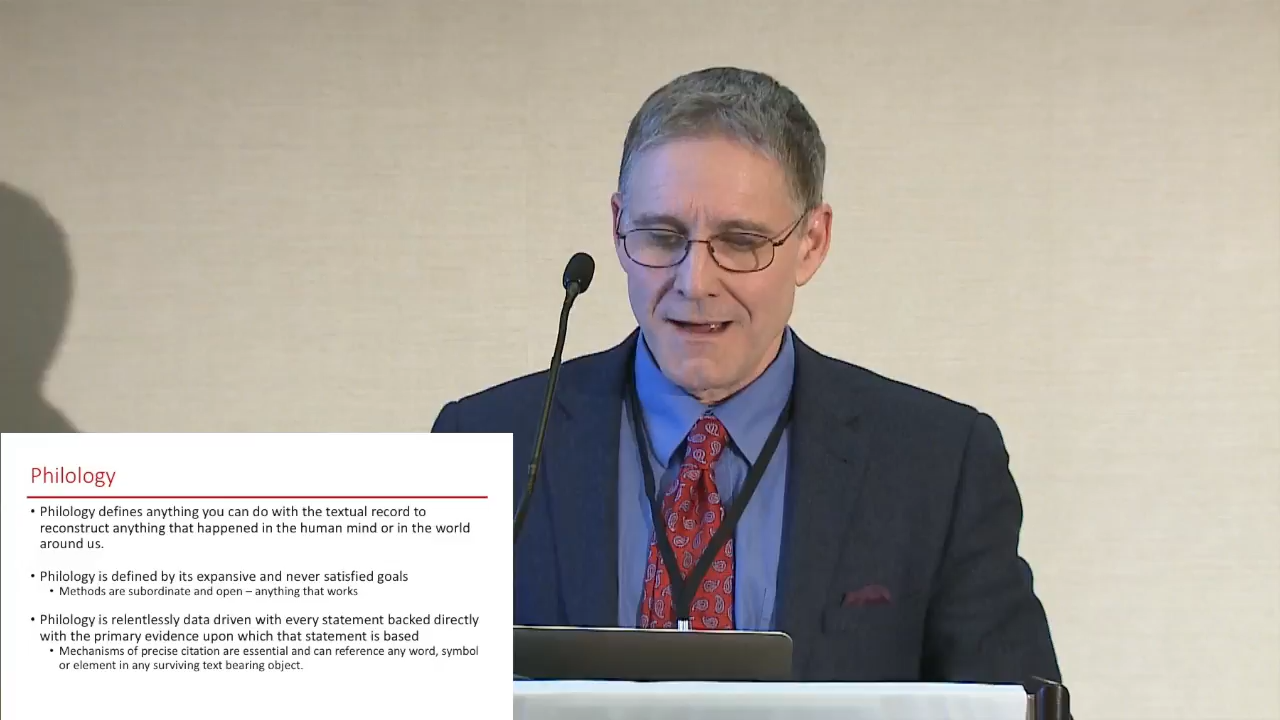 Philology
• Philology defines anything you can do with the textual record to
reconstruct anything that happened in the human mind or in the world
around us.
• Philology is defined by its expansive and never satisfied goals
• Methods are subordinate and open – anything that works
• Philology is relentlessly data driven with every statement backed directly
with the primary evidence upon which that statement is based
• Mechanisms of precise citation are essential and can reference any word, symbol
or element in any surviving text bearing object.